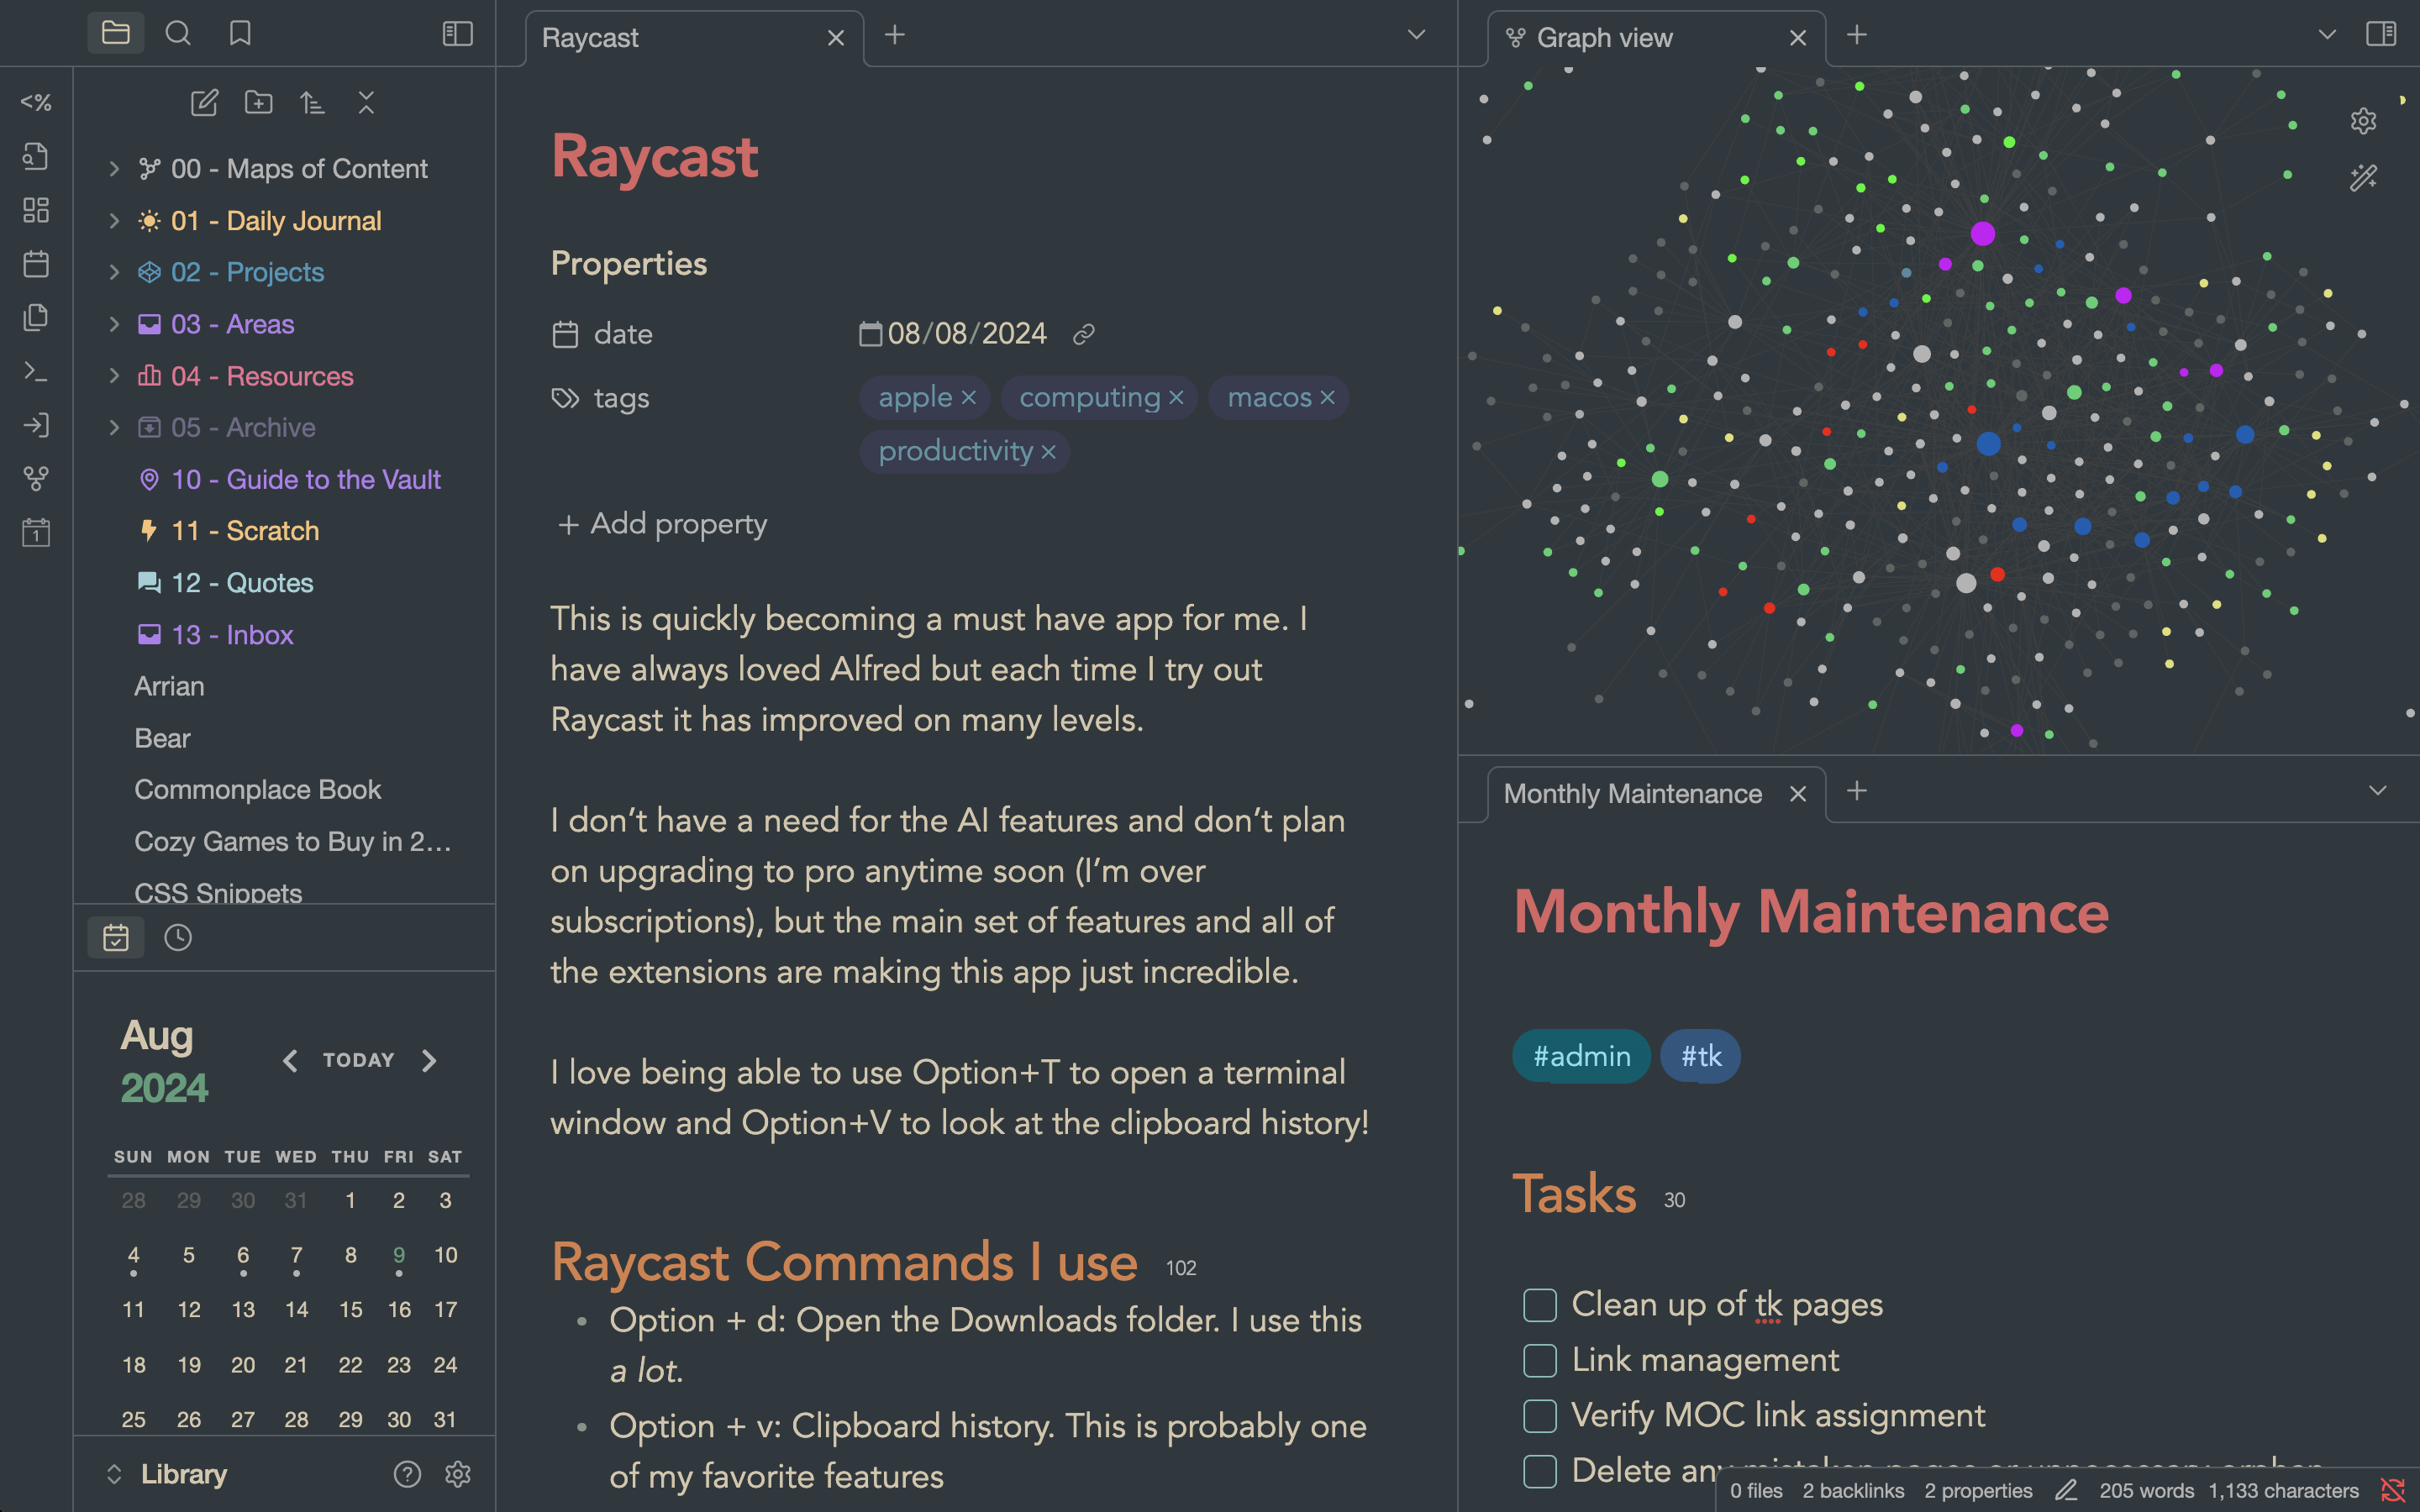 <%
1
00 - Maps of Content
01 - Daily Journal
02 - Projects
03 - Areas
04 - Resources
05 - Archive
10 - Guide to the Vault
11 - Scratch
12 - Quotes
13 - Inbox
Arrian
Bear
Commonplace Book
Cozy Games to Buy in 2...
CSS Snippets
Aug
2024
TODAY
SUN MON TUE WED THU FRI SAT
28 29 30 31 1 2 3
4 5 6 7 8 9 10
11 12 13 14 15 16 17
18 19 20 21 22 23 24
25 26 27 28 29 30 31
Library
Raycast
Raycast
Properties
date 08/08/2024
tags apple computing macos
productivity
Add property
This is quickly becoming a must have app for me. I
have always loved Alfred but each time I try out
Raycast it has improved on many levels.
I don’t have a need for the AI features and don’t plan
on upgrading to pro anytime soon (I’m over
subscriptions), but the main set of features and all of
the extensions are making this app just incredible.
I love being able to use Option+T to open a terminal
window and Option+V to look at the clipboard history!
Raycast Commands I use 102
Option + d: Open the Downloads folder. I use this
a lot.
Option + v: Clipboard history. This is probably one
of my favorite features
Graph view
Monthly Maintenance
Monthly Maintenance
#admin #tk
Tasks 30
Clean up of tk pages
Link management
Verify MOC link assignment
Delete any
0 files 2 backlinks 2 properties 205 words 1,133 characters